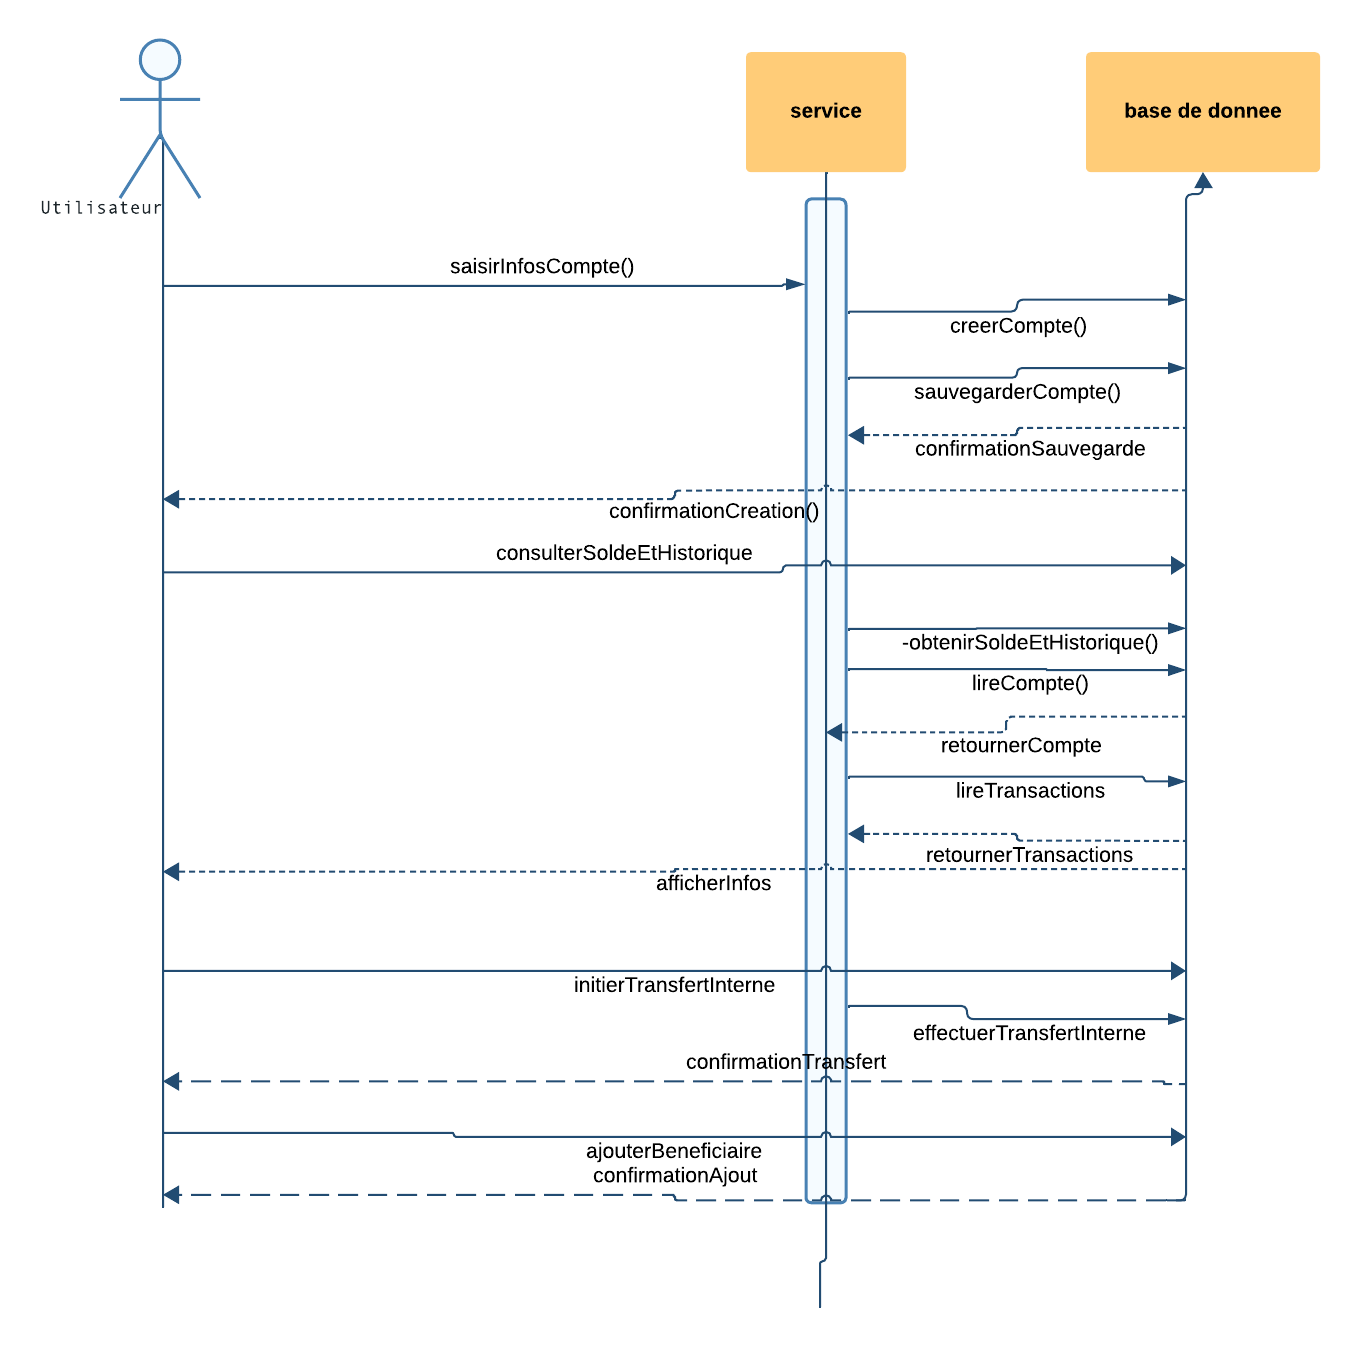 service
base de donnee
Utilisateur
saisirInfosCompte()
creerCompte()
sauvegarderCompte()
confirmationSauvegarde
confirmationCreation()
consulterSoldeEtHistorique
-obtenirSoldeEtHistorique()
lireCompte()
retournerCompte
lireTransactions
retournerTransactions
afficherInfos
initierTransfertInterne
effectuerTransfertInterne
confirmationTransfert
ajouterBeneficiaire
confirmationAjout